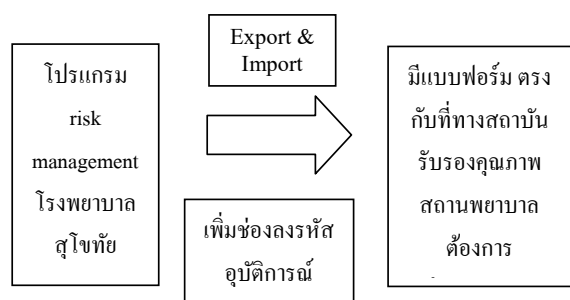 โปรแกรม
risk
management
โรงพยาบาล
สุโขทัย
Export &
Import
เพิ่มช่องลงรหัส
อุบัติการณ์
มีแบบฟอร์ม ตรง
กับที่ทางสถาบัน
รับรองคุณภาพ
สถานพยาบาล
ต้องการ